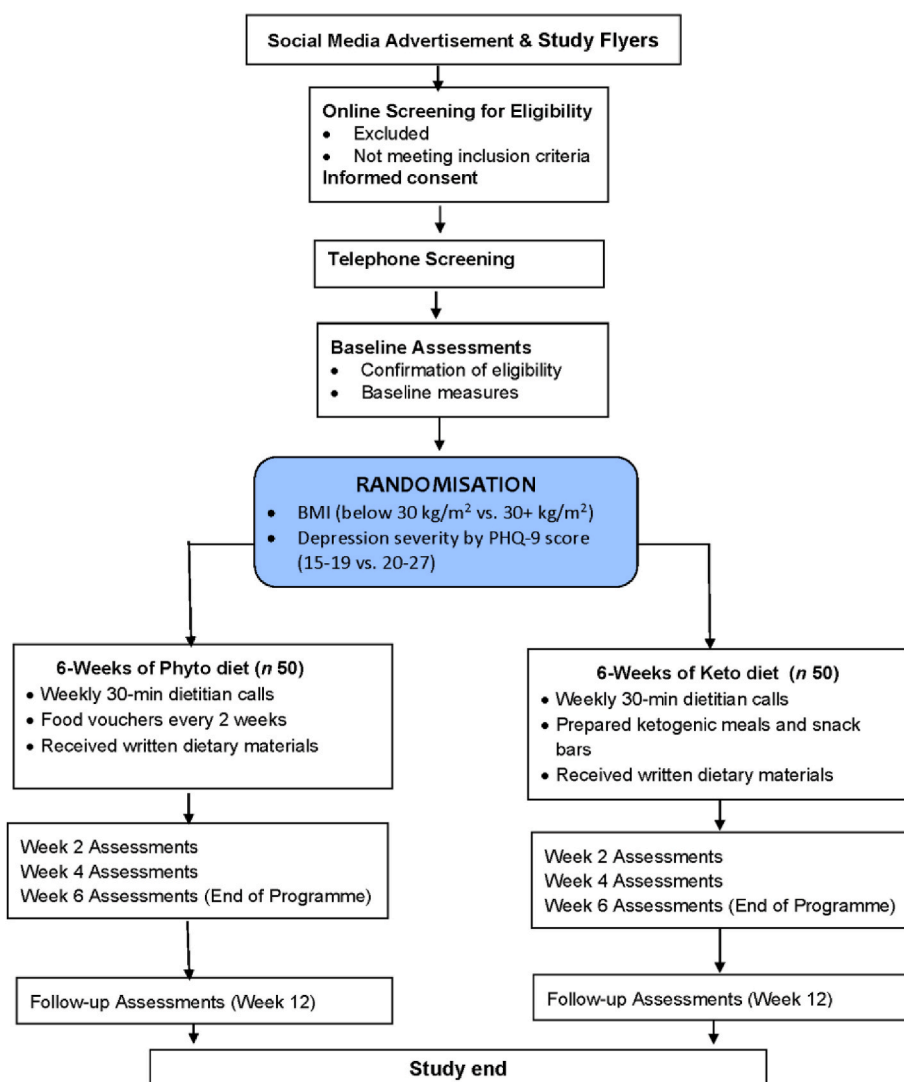 Social Media Advertisement & Study Flyers
Online Screening for Eligibility
• Excluded
• Not meeting inclusion criteria
Informed consent
Telephone Screening
Baseline Assessments
• Confirmation of eligibility
• Baseline measures
RANDOMISATION
• BMI (below 30 kg/m² vs. 30+ kg/m²)
• Depression severity by PHQ-9 score
(15-19 vs. 20-27)
6-Weeks of Phyto diet (n 50)
• Weekly 30-min dietitian calls
• Food vouchers every 2 weeks
• Received written dietary materials
6-Weeks of Keto diet (n 50)
• Weekly 30-min dietitian calls
• Prepared ketogenic meals and snack
bars
• Received written dietary materials
Week 2 Assessments
Week 4 Assessments
Week 6 Assessments (End of Programme)
Week 2 Assessments
Week 4 Assessments
Week 6 Assessments (End of Programme)
Follow-up Assessments (Week 12)
Follow-up Assessments (Week 12)
Study end